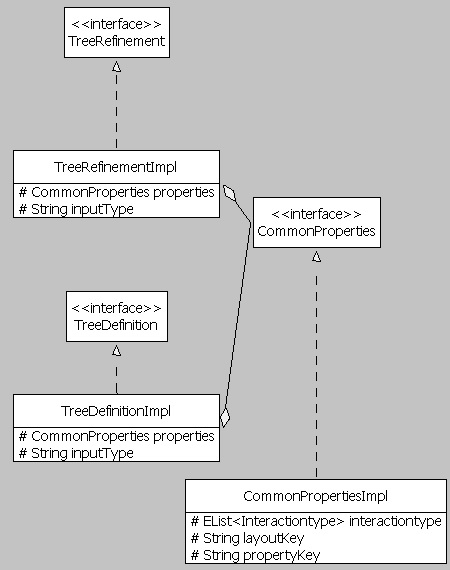 <<interface>>
TreeRefinement
TreeRefinementImpl
# CommonProperties properties
# String inputType
<<interface>>
CommonProperties
<<interface>>
TreeDefinition
TreeDefinitionImpl
# CommonProperties properties
# String inputType
CommonPropertiesImpl
# EList<Interactiontype> interactiontype
# String layoutKey
# String propertyKey